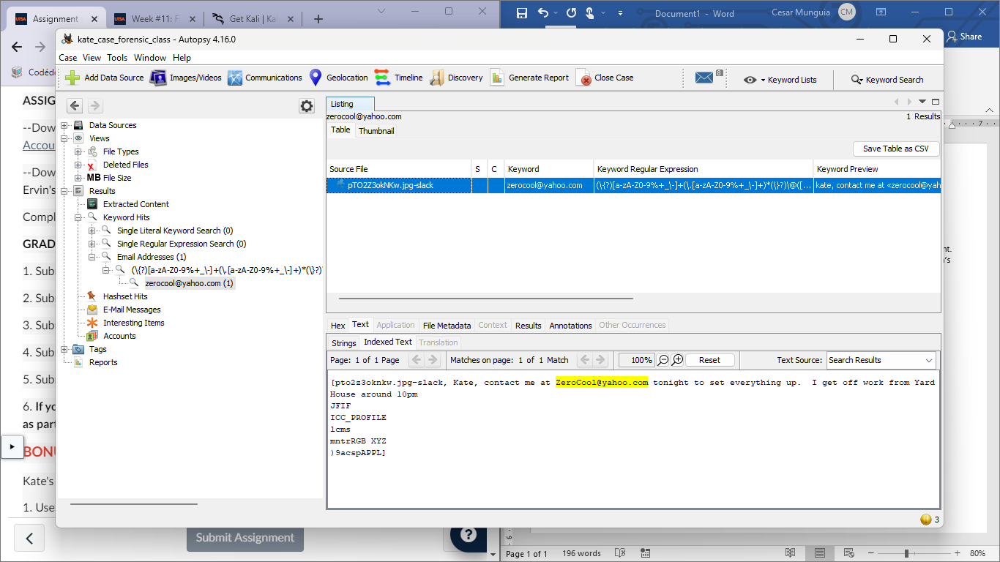 Assignment
Week #11: F
Get Kali | Kal
Document1 - Word
Cesar Munguia
CM
Share
Codéd
kate_case_forensic_class - Autopsy 4.16.0
Case View Tools Window Help
Add Data Source
Images/Videos
Communications
Geolocation
Timeline
Discovery
Generate Report
Close Case
8
Keyword Lists
Keyword Search
ASSIG
--Dow
Accou
--Dow
Ervin's
Compl
GRAD
1. Sub
2. Sub
3. Sub
4. Sub
5. Sub
6. If yo
as part
BONU
Kate's
1. Use
Submit Assignment
?
Data Sources
Views
File Types
Deleted Files
MB File Size
Results
Extracted Content
Keyword Hits
Single Literal Keyword Search (0)
Single Regular Expression Search (0)
Email Addresses (1)
(\{?)[a-zA-Z0-9%+_\-]+(\.[a-zA-Z0-9%+_\-]+)*(\}?)
zerocool@yahoo.com (1)
Hashset Hits
E-Mail Messages
Interesting Items
Accounts
Tags
Reports
Listing
zerocool@yahoo.com
1 Results
Table Thumbnail
Save Table as CSV
Source File S C Keyword Keyword Regular Expression Keyword Preview
pTO2Z3okNKw.jpg-slack zerocool@yahoo.com (\{?)[a-zA-Z0-9%+_\-]+(\.[a-zA-Z0-9%+_\-]+)*(\}?)\@([... kate, contact me at «zerocool@yah
Hex Text Application File Metadata Context Results Annotations Other Occurrences
Strings Indexed Text Translation
Page: 1 of 1 Page
Matches on page: 1 of 1 Match
100%
Reset
Text Source: Search Results
[pto2z3oknkw.jpg-slack, Kate, contact me at ZeroCool@yahoo.com tonight to set everything up. I get off work from Yard
House around 10pm
JFIF
ICC_PROFILE
lcms
mntrRGB XYZ
)9acspAPPL]
3
7
nt.
's
9
Page 1 of 1
196 words
80%